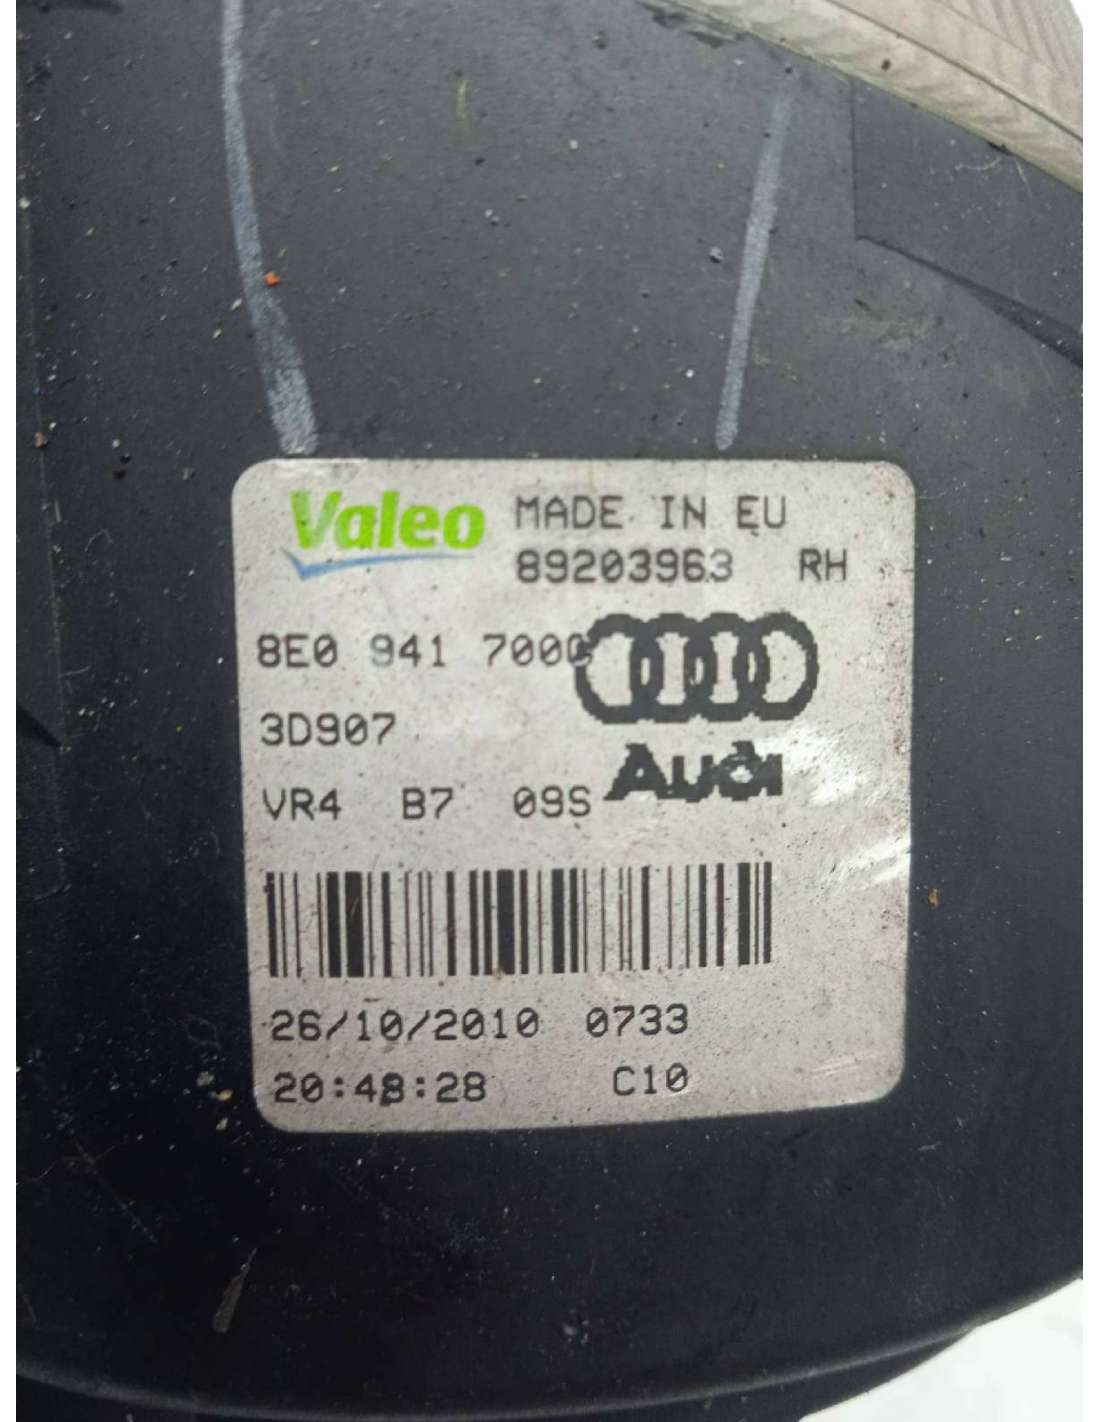 Valeo MADE IN EU
89203963 RH
8E0 941 700C
3D907
Audi
VR4 B7 09S
26/10/2010 0733
20:48:28 C10